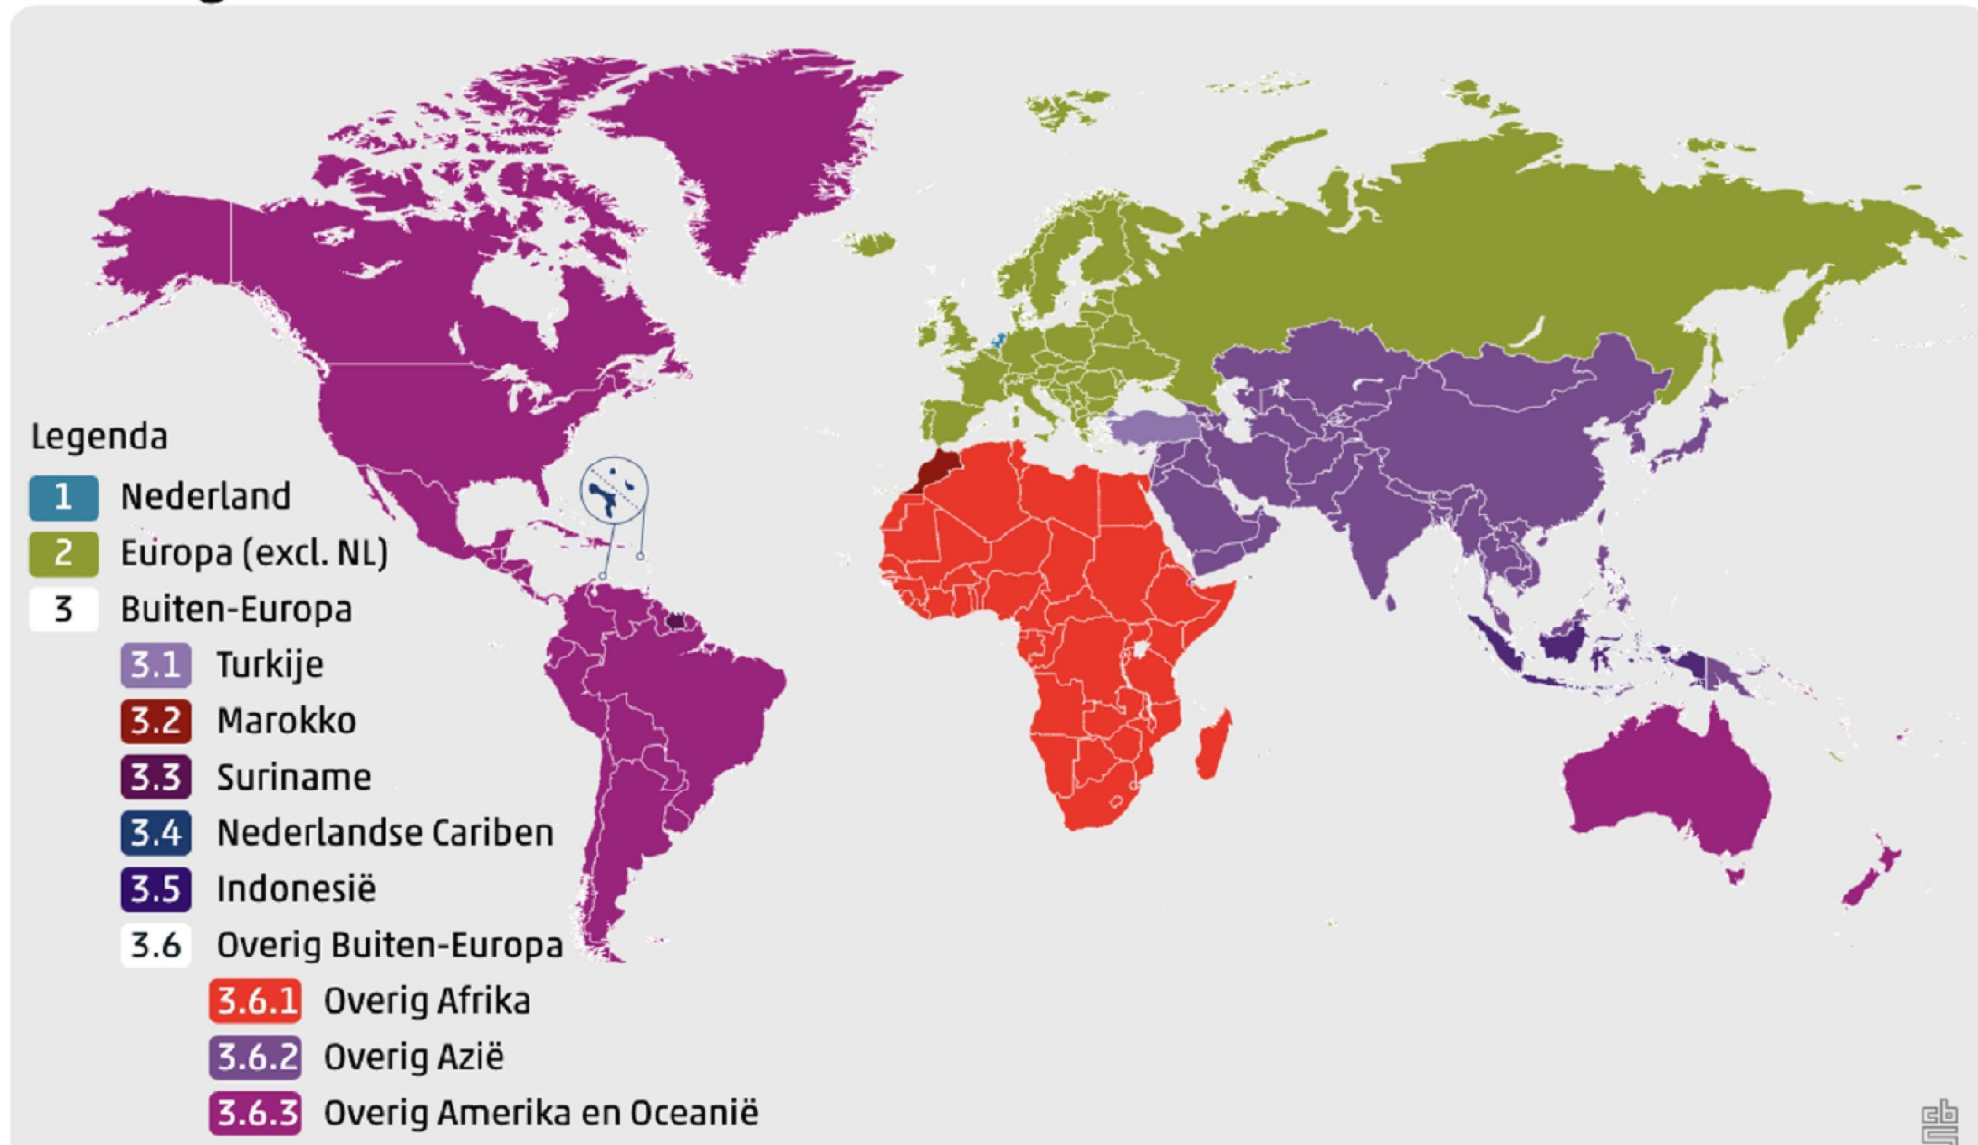 Legenda
1 Nederland
2 Europa (excl. NL)
3 Buiten-Europa
3.1 Turkije
3.2 Marokko
3.3 Suriname
3.4 Nederlandse Cariben
3.5 Indonesië
3.6 Overig Buiten-Europa
3.6.1 Overig Afrika
3.6.2 Overig Azië
3.6.3 Overig Amerika en Oceanië
cb